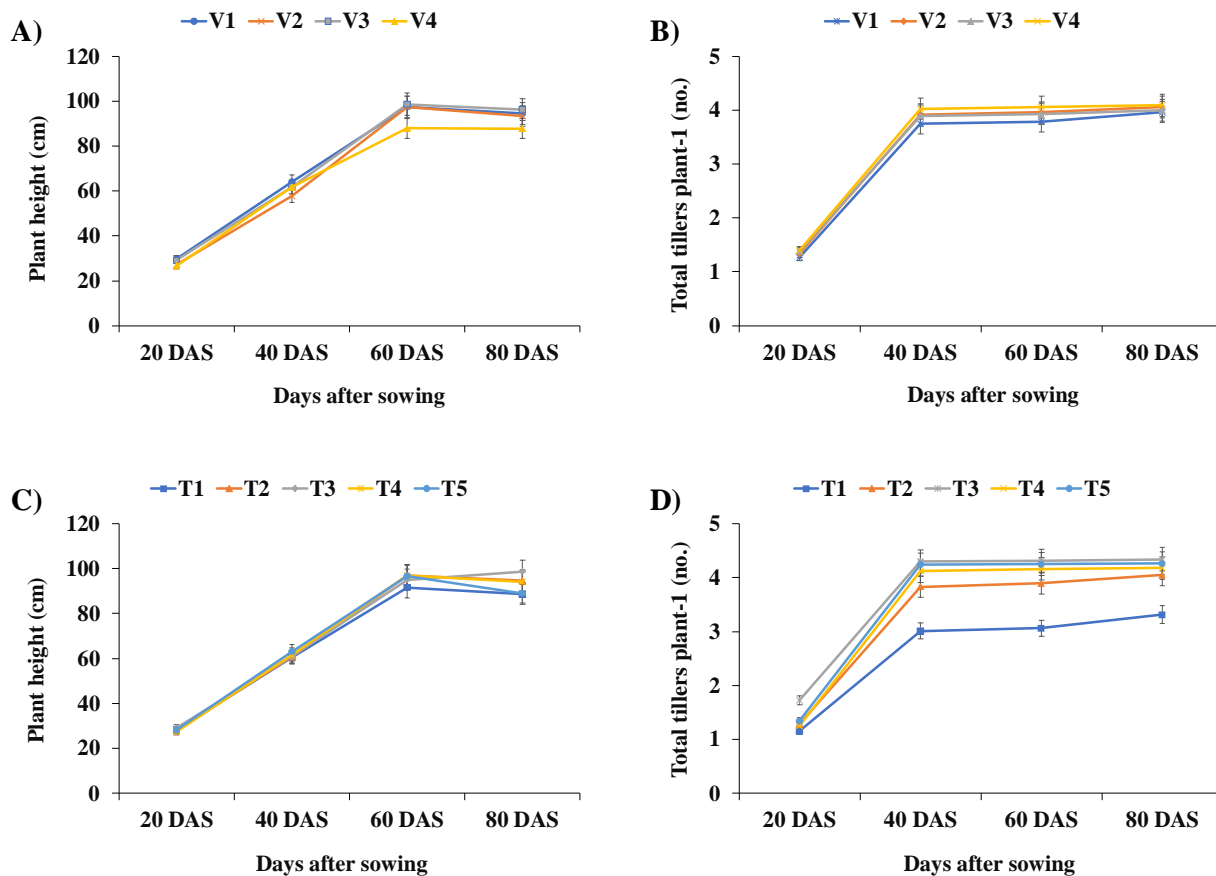 A)
V1 V2 V3 V4
Plant height (cm)
120
100
80
60
40
20
0
20 DAS 40 DAS 60 DAS 80 DAS
Days after sowing
B)
V1 V2 V3 V4
Total tillers plant-1 (no.)
5
4
3
2
1
0
20 DAS 40 DAS 60 DAS 80 DAS
Days after sowing
C)
T1 T2 T3 T4 T5
Plant height (cm)
120
100
80
60
40
20
0
20 DAS 40 DAS 60 DAS 80 DAS
Days after sowing
D)
T1 T2 T3 T4 T5
Total tillers plant-1 (no.)
5
4
3
2
1
0
20 DAS 40 DAS 60 DAS 80 DAS
Days after sowing